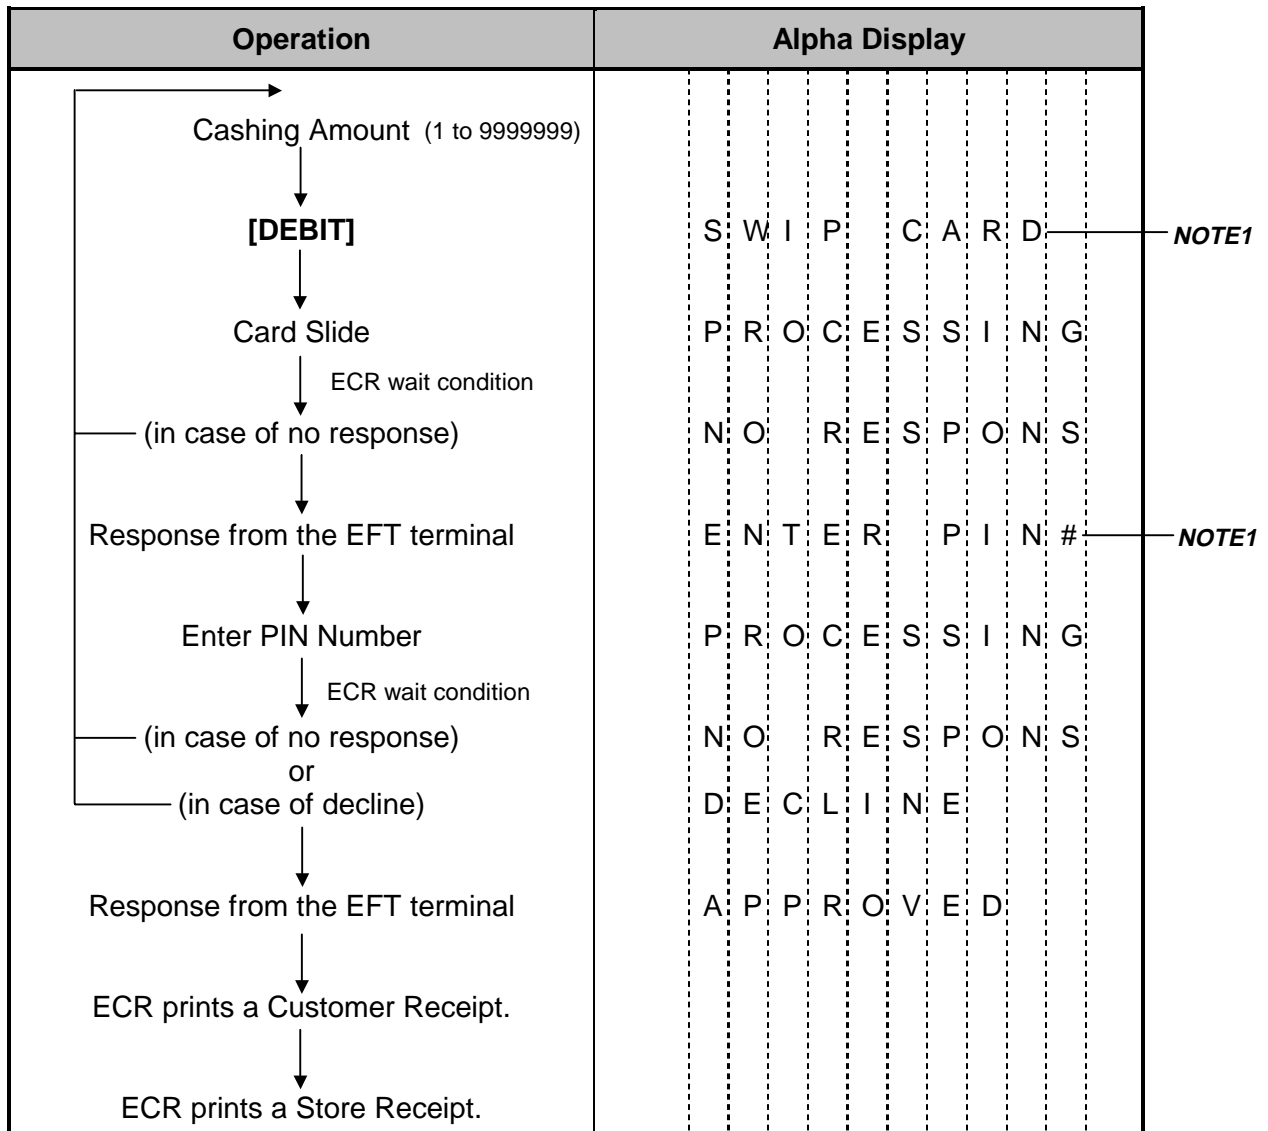 Operation Alpha Display
Cashing Amount (1 to 9999999)
[DEBIT] SWIP CARD NOTE1
Card Slide PROCESSING
ECR wait condition
(in case of no response) NO RESPONS
Response from the EFT terminal ENTER PIN# NOTE1
Enter PIN Number PROCESSING
ECR wait condition
(in case of no response) NO RESPONS
or
(in case of decline) DECLINE
Response from the EFT terminal APPROVED
ECR prints a Customer Receipt.
ECR prints a Store Receipt.